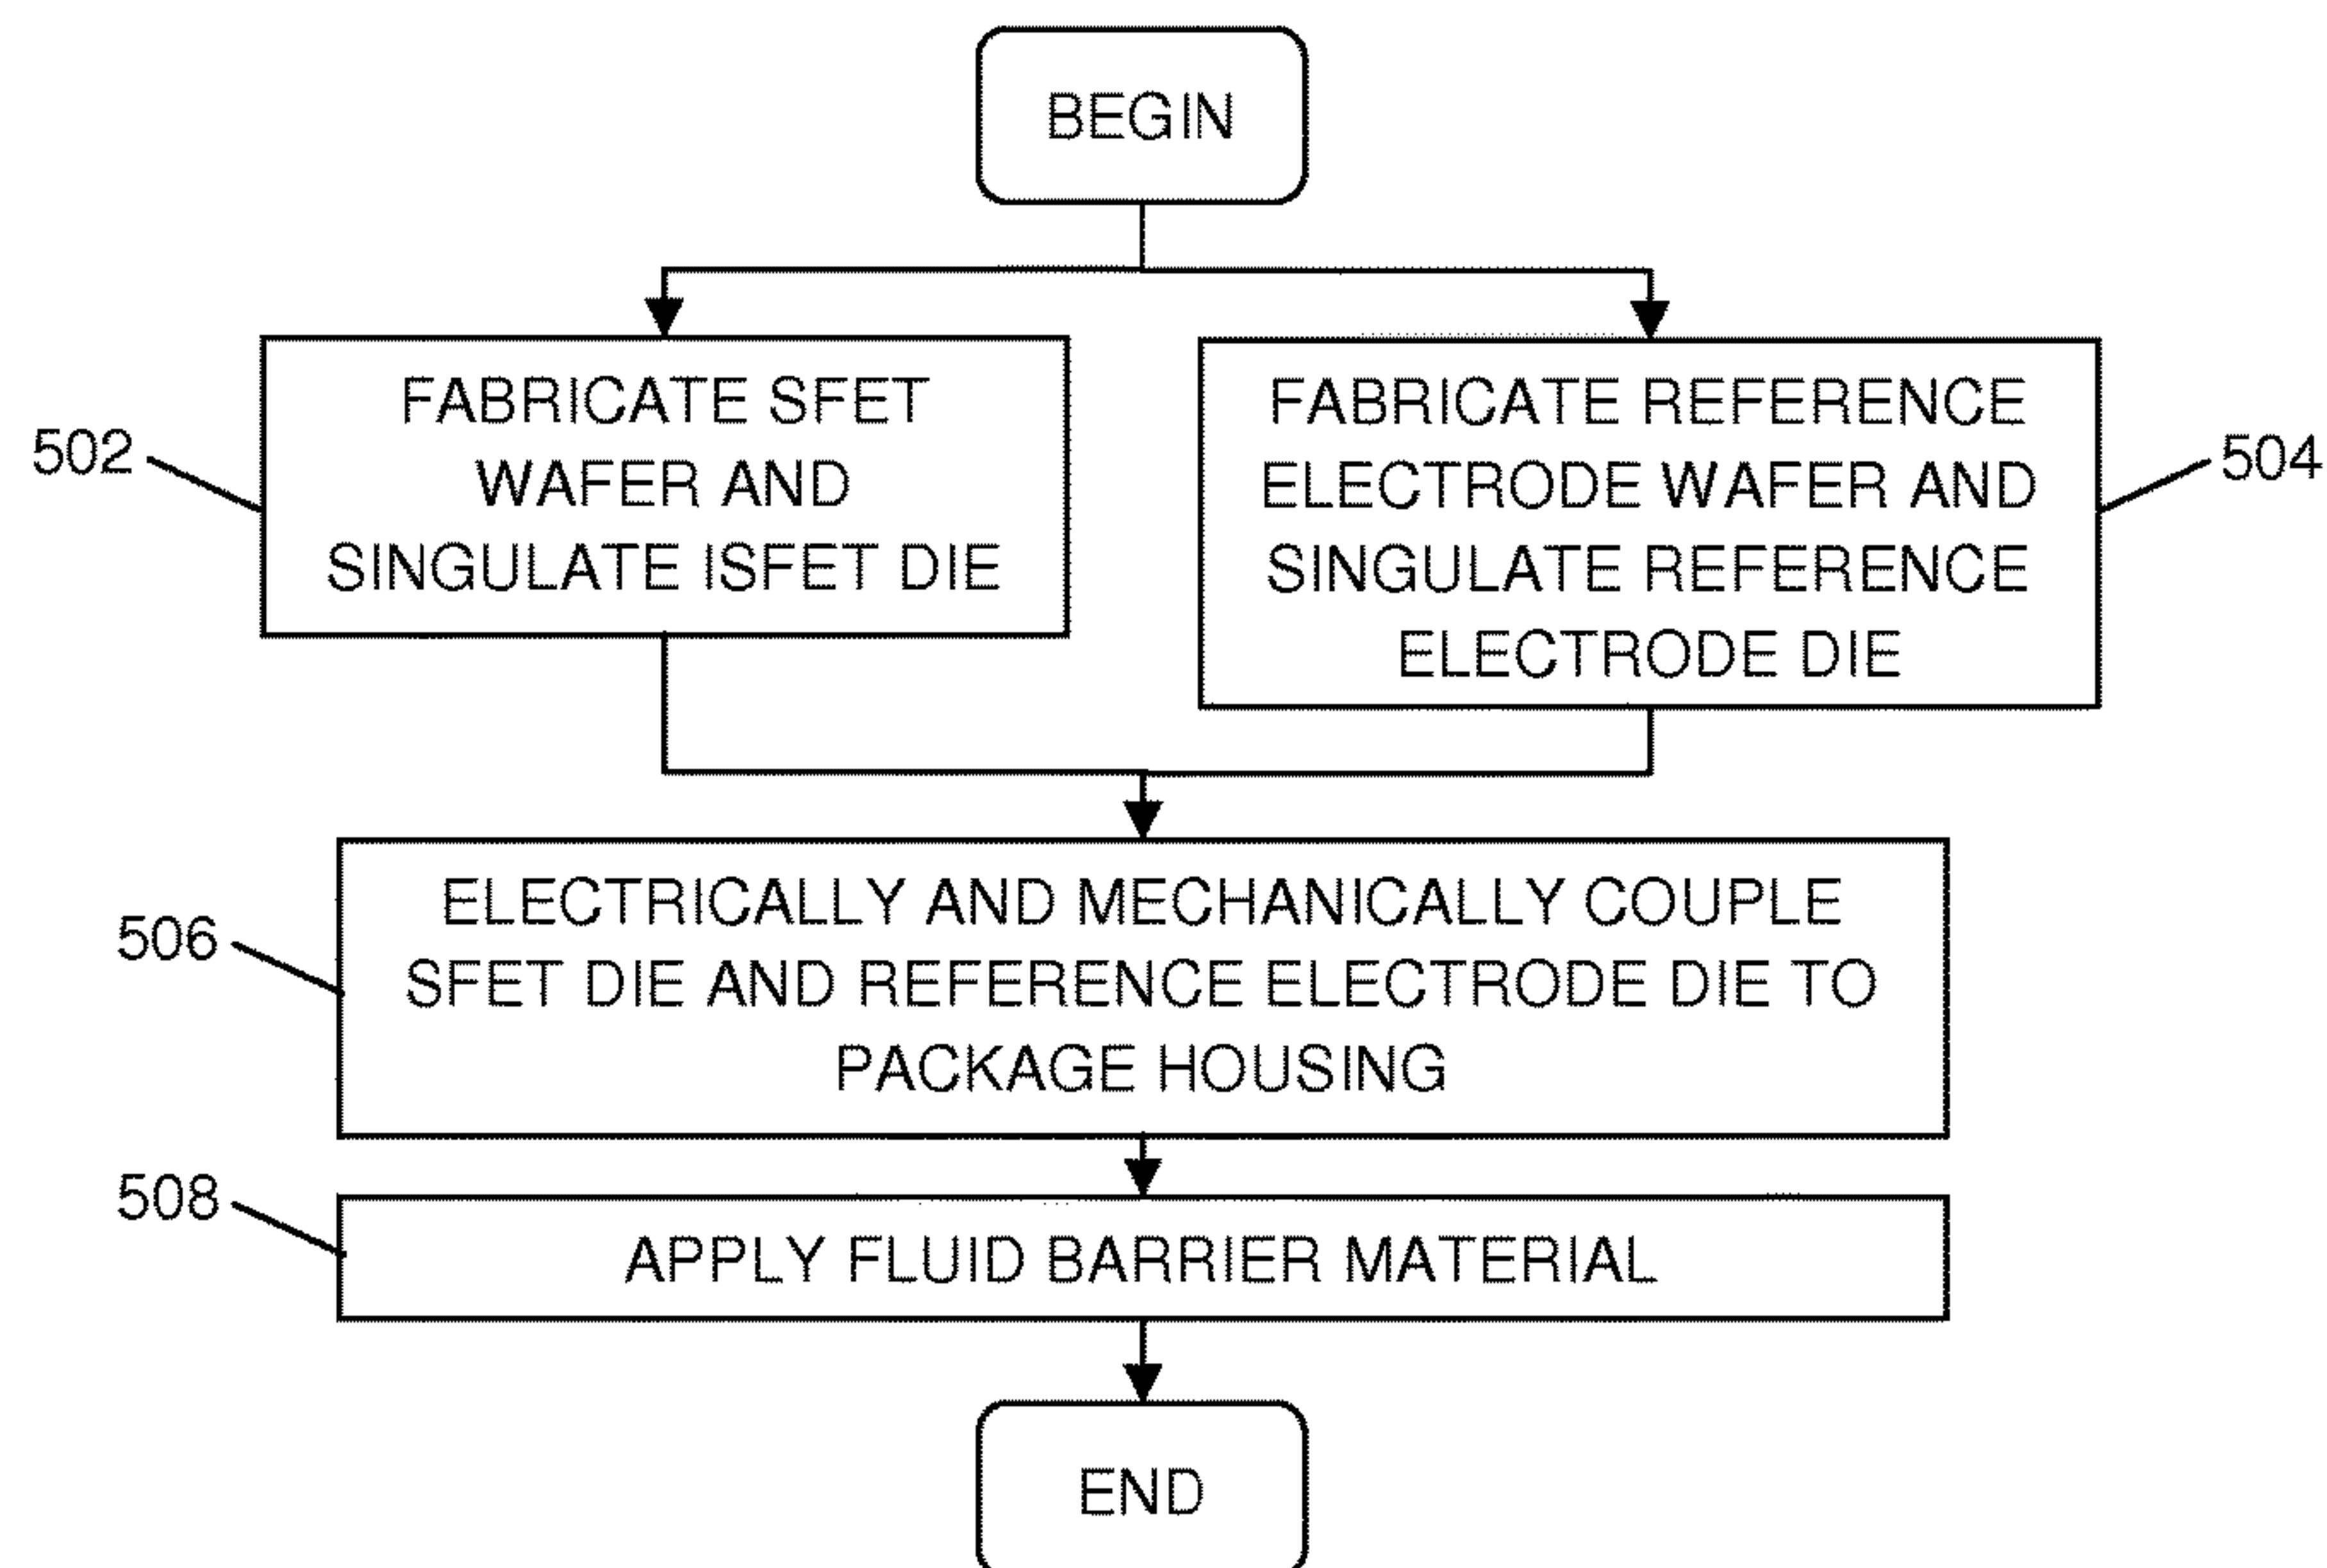 BEGIN
502
FABRICATE SFET
WAFER AND
SINGULATE ISFET DIE
FABRICATE REFERENCE
ELECTRODE WAFER AND
SINGULATE REFERENCE
ELECTRODE DIE
504
506
ELECTRICALLY AND MECHANICALLY COUPLE
SFET DIE AND REFERENCE ELECTRODE DIE TO
PACKAGE HOUSING
508
APPLY FLUID BARRIER MATERIAL
END